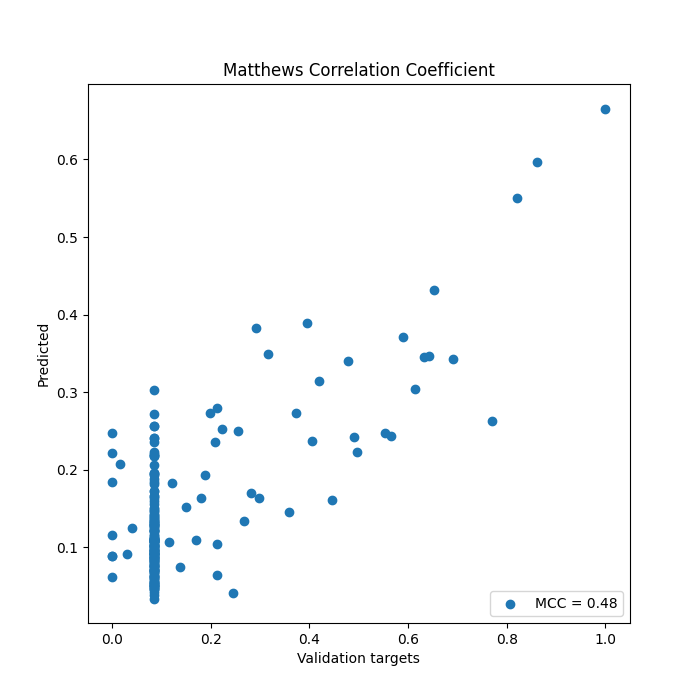 Matthews Correlation Coefficient
0.6
0.5
0.4
0.3
0.2
0.1
Predicted
MCC = 0.48
0.0 0.2 0.4 0.6 0.8 1.0
Validation targets